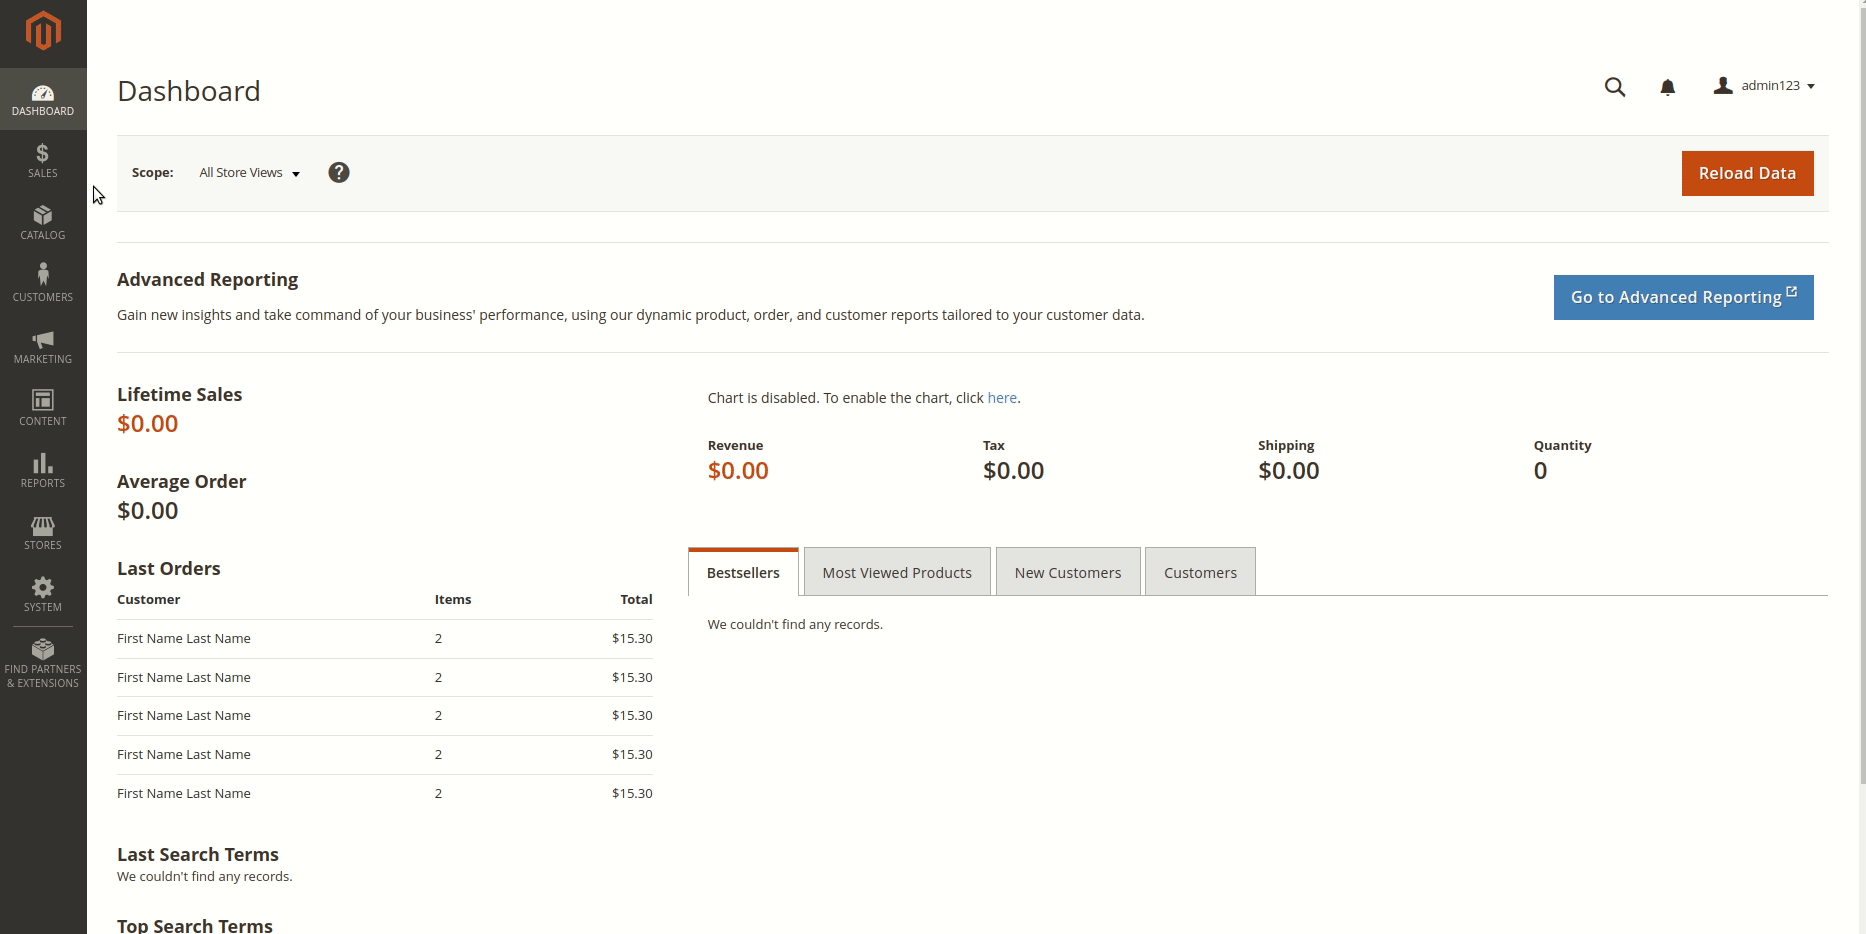 DASHBOARD
SALES
CATALOG
CUSTOMERS
MARKETING
CONTENT
REPORTS
STORES
SYSTEM
FIND PARTNERS
& EXTENSIONS
Dashboard
admin123
Scope: All Store Views ?
Reload Data
Advanced Reporting
Gain new insights and take command of your business' performance, using our dynamic product, order, and customer reports tailored to your customer data.
Go to Advanced Reporting
Lifetime Sales
$0.00
Average Order
$0.00
Last Orders
Customer Items Total
First Name Last Name 2 $15.30
First Name Last Name 2 $15.30
First Name Last Name 2 $15.30
First Name Last Name 2 $15.30
First Name Last Name 2 $15.30
Last Search Terms
We couldn't find any records.
Top Search Terms
Chart is disabled. To enable the chart, click here.
Revenue Tax Shipping Quantity
$0.00 $0.00 $0.00 0
Bestsellers Most Viewed Products New Customers Customers
We couldn't find any records.